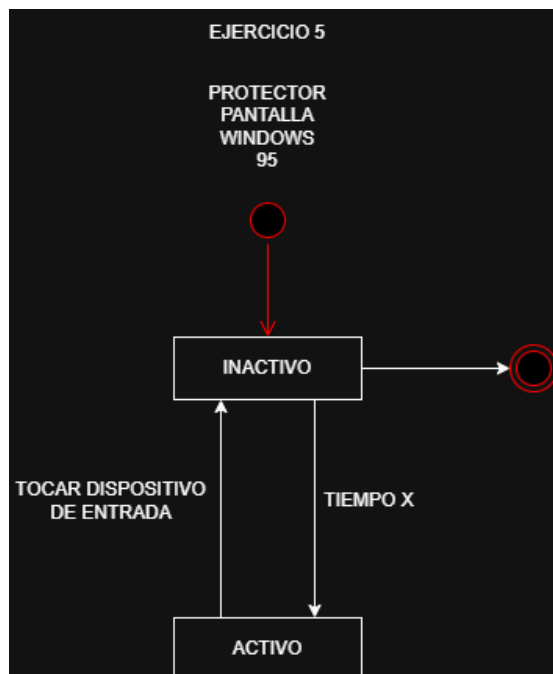 EJERCICIO 5
PROTECTOR
PANTALLA
WINDOWS
95
INACTIVO
TOCAR DISPOSITIVO
DE ENTRADA
TIEMPO X
ACTIVO